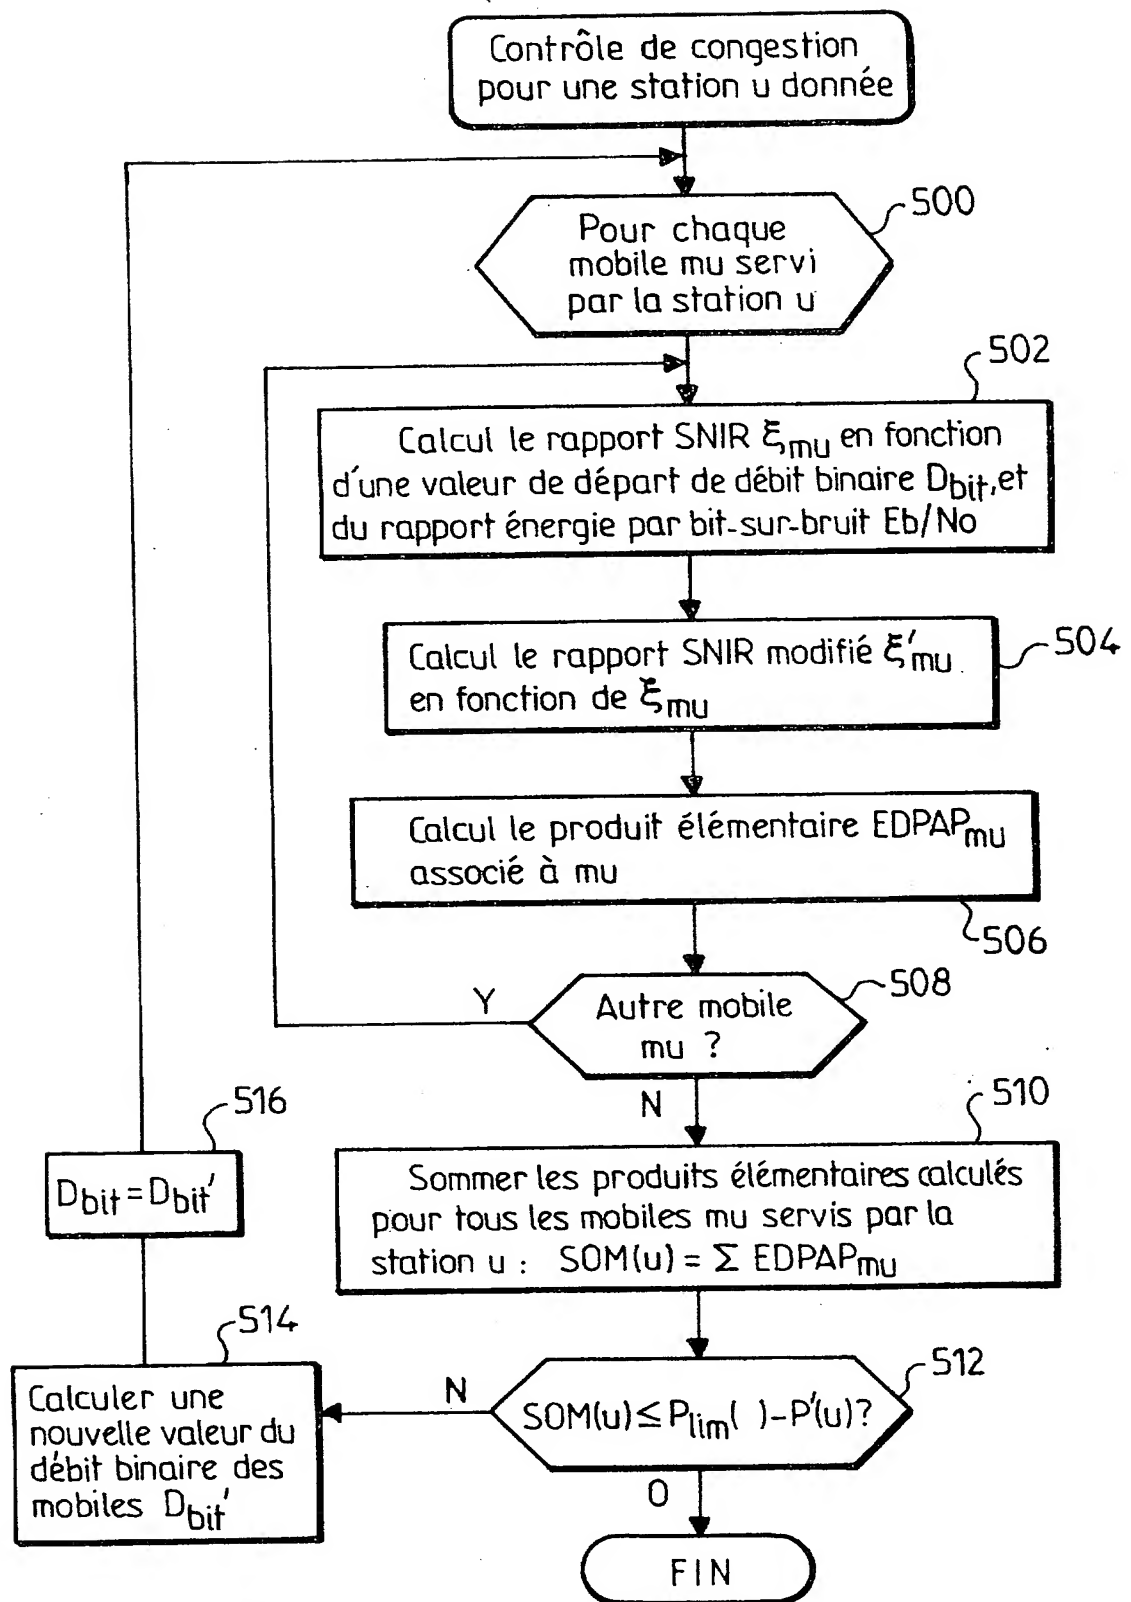 Contrôle de congestion
pour une station u donnée
500
Pour chaque
mobile mu servi
par la station u
502
Calcul le rapport SNIR ξmu en fonction
d'une valeur de départ de débit binaire Dbit, et
du rapport énergie par bit-sur-bruit Eb/No
504
Calcul le rapport SNIR modifié ξ'mu
en fonction de ξmu
Calcul le produit élémentaire EDPAPmu
associé à mu
506
508
Autre mobile
mu ?
Y
N
510
Sommer les produits élémentaires calculés
pour tous les mobiles mu servis par la
station u : SOM(u) = Σ EDPAPmu
512
SOM(u) ≤ Plim( ) - P'(u)?
N
O
514
Calculer une
nouvelle valeur du
débit binaire des
mobiles Dbit'
516
Dbit = Dbit'
FIN